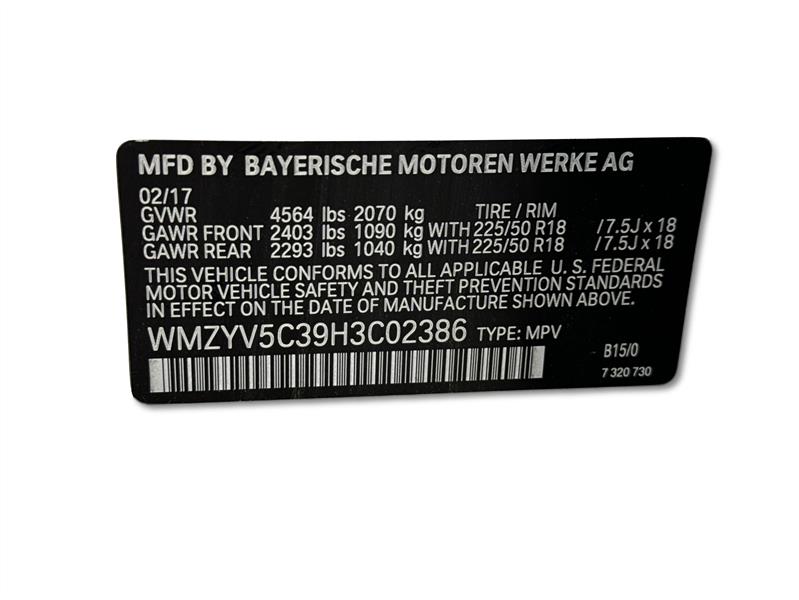 MFD BY BAYERISCHE MOTOREN WERKE AG
02/17
GVWR 4564 lbs 2070 kg TIRE / RIM
GAWR FRONT 2403 lbs 1090 kg WITH 225/50 R18 /7.5J x 18
GAWR REAR 2293 lbs 1040 kg WITH 225/50 R18 /7.5J x 18
THIS VEHICLE CONFORMS TO ALL APPLICABLE U. S. FEDERAL
MOTOR VEHICLE SAFETY AND THEFT PREVENTION STANDARDS
IN EFFECT ON THE DATE OF MANUFACTURE SHOWN ABOVE.
WMZYV5C39H3C02386 TYPE: MPV
B15/0
7 320 730